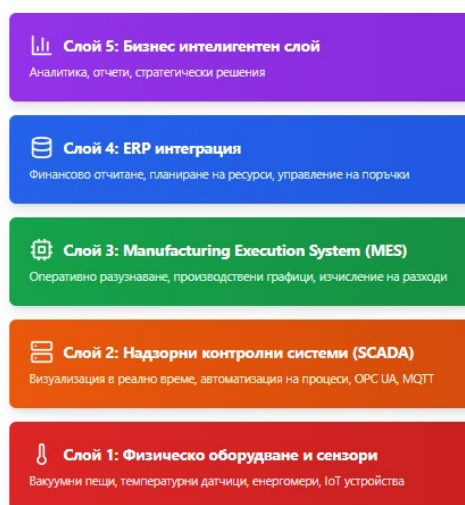 Слой 5: Бизнес интелигентен слой
Аналитика, отчети, стратегически решения
Слой 4: ERP интеграция
Финансово отчитане, планиране на ресурси, управление на поръчки
Слой 3: Manufacturing Execution System (MES)
Оперативно разузнаване, производствени графици, изчисление на разходи
Слой 2: Надзорни контролни системи (SCADA)
Визуализация в реално време, автоматизация на процеси, OPC UA, MQTT
Слой 1: Физическо оборудване и сензори
Вакуумни пещи, температурни датчици, енергомери, IoT устройства